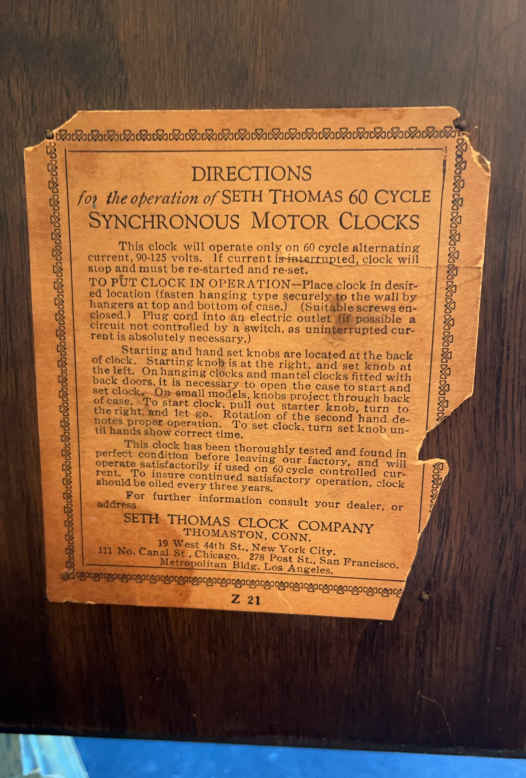 DIRECTIONS
for the operation of SETH THOMAS 60 CYCLE
SYNCHRONOUS MOTOR CLOCKS
This clock will operate only on 60 cycle alternating
current, 90-125 volts. If current is interrupted, clock will
stop and must be re-started and re-set.
TO PUT CLOCK IN OPERATION—Place clock in desir-
ed location (fasten hanging type securely to the wall by
hangers at top and bottom of case.) (Suitable screws en-
closed.) Plug cord into an electric outlet (if possible a
circuit not controlled by a switch, as uninterrupted cur-
rent is absolutely necessary.)
Starting and hand set knobs are located at the back
of clock. Starting knob is at the right, and set knob at
the left. On hanging clocks and mantel clocks fitted with
back doors, it is necessary to open the case to start and
set clock. On small models, knobs project through back
of case. To start clock, pull out starter knob, turn to
the right, and let go. Rotation of the second hand de-
notes proper operation. To set clock, turn set knob un-
til hands show correct time.
This clock has been thoroughly tested and found in
perfect condition before leaving our factory, and will
operate satisfactorily if used on 60 cycle controlled cur-
rent. To insure continued satisfactory operation, clock
should be oiled every three years.
For further information consult your dealer, or
address
SETH THOMAS CLOCK COMPANY
THOMASTON, CONN.
19 West 44th St., New York City.
111 No. Canal St., Chicago. 278 Post St., San Francisco.
Metropolitan Bldg. Los Angeles.
Z 21